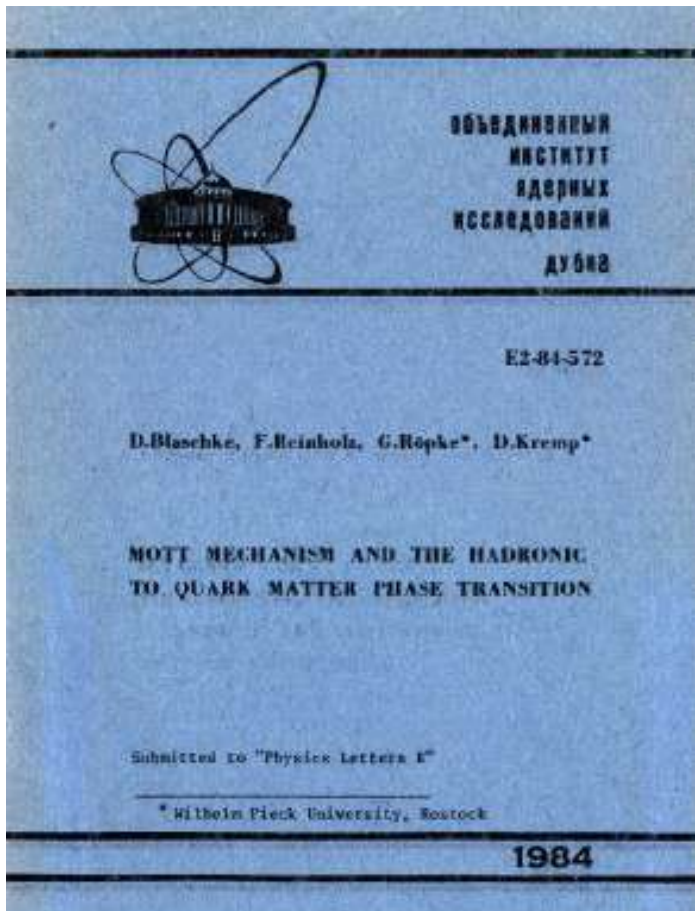 объединенный
институт
ядерных
исследований
дубна
E2-84-572
D.Blaschke, F.Reinholz, G.Röpke*, D.Kremp*
MOTT MECHANISM AND THE HADRONIC
TO QUARK MATTER PHASE TRANSITION
Submitted to "Physics Letters B"
* Wilhelm Pieck University, Rostock
1984